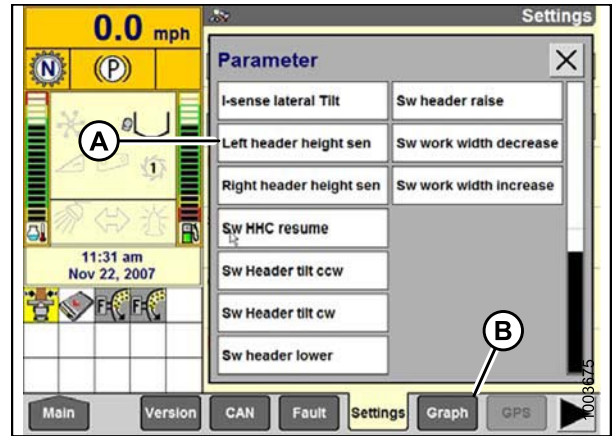 0.0 mph
N
(P)
1
11:31 am
Nov 22, 2007
F
F
Settings
Parameter
I-sense lateral Tilt
Sw header raise
A
Left header height sen
Sw work width decrease
Right header height sen
Sw work width increase
Sw HHC resume
Sw Header tilt ccw
Sw Header tilt cw
Sw header lower
B
Main
Version
CAN
Fault
Settings
Graph
GPS
1003675